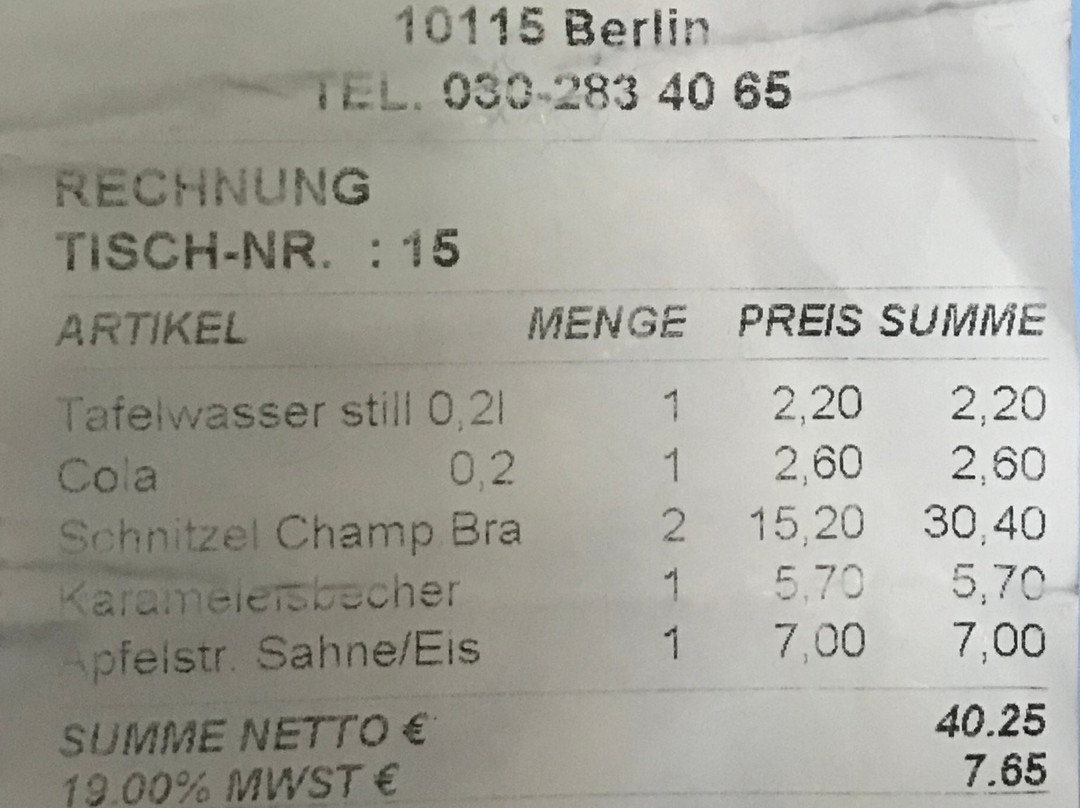 10115 Berlin
TEL. 030-283 40 65
RECHNUNG
TISCH-NR. : 15
ARTIKEL MENGE PREIS SUMME
Tafelwasser still 0,2l 1 2,20 2,20
Cola 0,2 1 2,60 2,60
Schnitzel Champ Bra 2 15,20 30,40
Karameleisbecher 1 5,70 5,70
Apfelstr. Sahne/Eis 1 7,00 7,00
SUMME NETTO € 40.25
19.00% MWST € 7.65